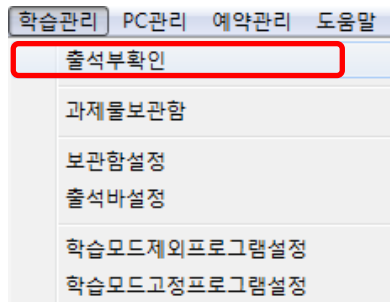 학습관리 PC관리 예약관리 도움말
출석부확인
과제물보관함
보관함설정
출석바설정
학습모드제외프로그램설정
학습모드고정프로그램설정